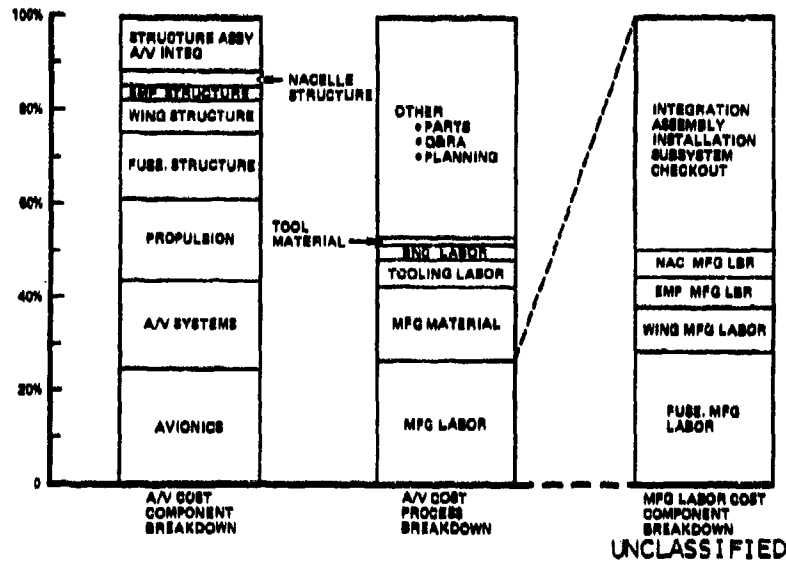 100%
80%
60%
40%
20%
0
STRUCTURE ASSY
A/V INTEG
NACELLE
STRUCTURE
EMP STRUCTURE
WING STRUCTURE
FUSE. STRUCTURE
PROPULSION
A/V SYSTEMS
AVIONICS
A/V COST
COMPONENT
BREAKDOWN
OTHER
• PARTS
• Q&RA
• PLANNING
TOOL
MATERIAL
ENG LABOR
TOOLING LABOR
MFG MATERIAL
MFG LABOR
A/V COST
PROCESS
BREAKDOWN
INTEGRATION
ASSEMBLY
INSTALLATION
SUBSYSTEM
CHECKOUT
NAC MFG LBR
EMP MFG LBR
WING MFG LABOR
FUSE. MFG
LABOR
MFG LABOR COST
COMPONENT
BREAKDOWN
UNCLASSIFIED